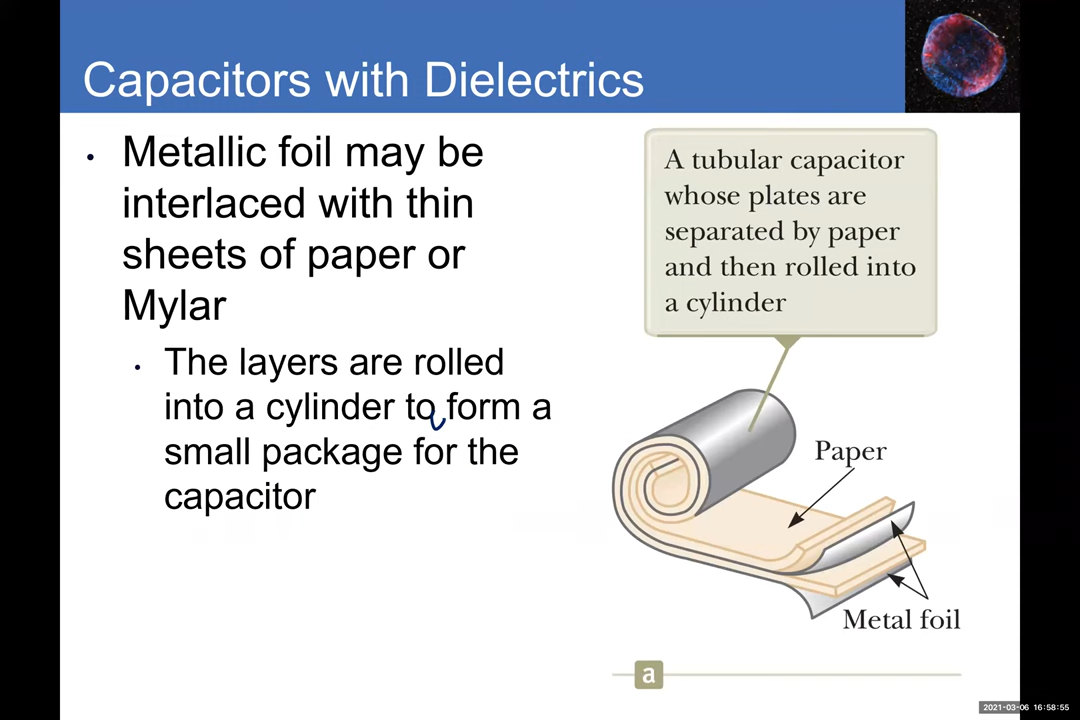 Capacitors with Dielectrics
• Metallic foil may be
interlaced with thin
sheets of paper or
Mylar
• The layers are rolled
into a cylinder to form a
small package for the
capacitor
A tubular capacitor
whose plates are
separated by paper
and then rolled into
a cylinder
Paper
Metal foil
a
2021-03-06 16:58:55